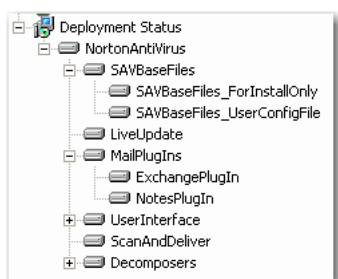 Deployment Status
NortonAntiVirus
SAVBaseFiles
SAVBaseFiles_ForInstallOnly
SAVBaseFiles_UserConfigFile
LiveUpdate
MailPlugIns
ExchangePlugIn
NotesPlugIn
UserInterface
ScanAndDeliver
Decomposers